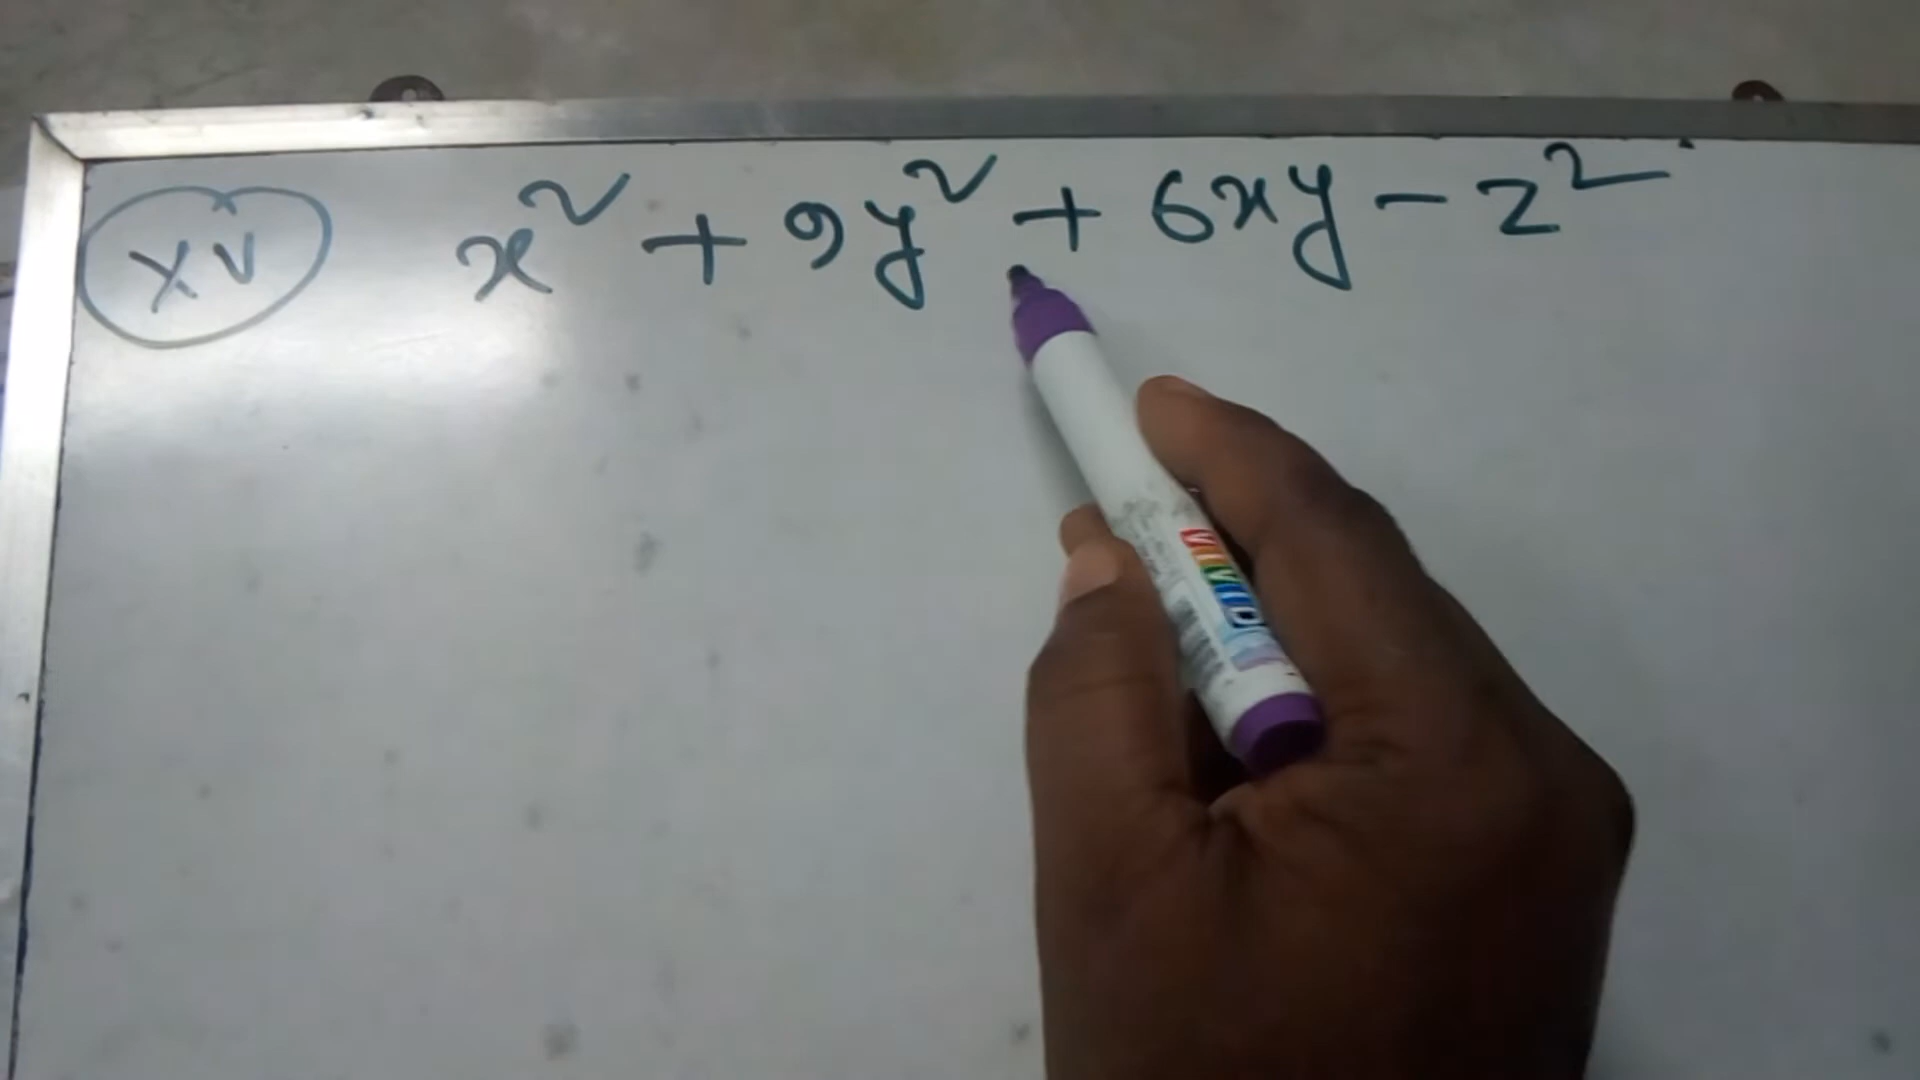 XV x² + 9y² + 6xy - z²
VIVID